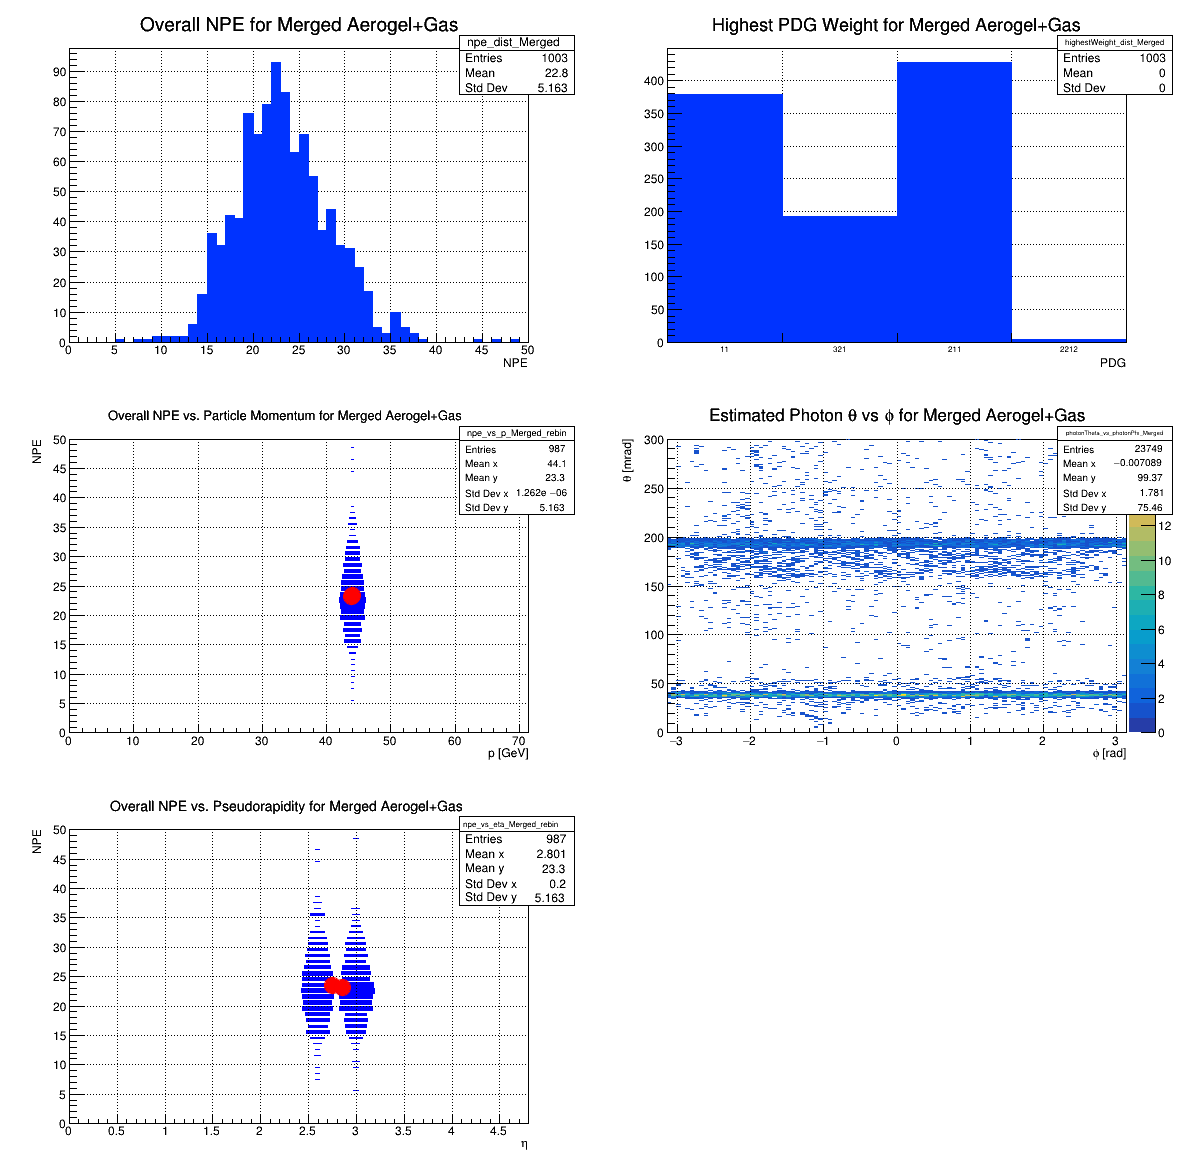 Overall NPE for Merged Aerogel+Gas
npe_dist_Merged
Entries 1003
Mean 22.8
Std Dev 5.163
90
80
70
60
50
40
30
20
10
0
0 5 10 15 20 25 30 35 40 45 50
NPE
Highest PDG Weight for Merged Aerogel+Gas
highestWeight_dist_Merged
Entries 1003
Mean 0
Std Dev 0
400
350
300
250
200
150
100
50
0
11 321 211 2212
PDG
Overall NPE vs. Particle Momentum for Merged Aerogel+Gas
npe_vs_p_Merged_rebin
Entries 987
Mean x 44.1
Mean y 23.3
Std Dev x 1.262e −06
Std Dev y 5.163
NPE
50
45
40
35
30
25
20
15
10
5
0
0 10 20 30 40 50 60 70
p [GeV]
Estimated Photon θ vs ϕ for Merged Aerogel+Gas
photonTheta_vs_photonPhi_Merged
Entries 23749
Mean x −0.007089
Mean y 99.37
Std Dev x 1.781
Std Dev y 75.46
θ [mrad]
300
250
200
150
100
50
0
−3 −2 −1 0 1 2 3
ϕ [rad]
12
10
8
6
4
2
0
Overall NPE vs. Pseudorapidity for Merged Aerogel+Gas
npe_vs_eta_Merged_rebin
Entries 987
Mean x 2.801
Mean y 23.3
Std Dev x 0.2
Std Dev y 5.163
NPE
50
45
40
35
30
25
20
15
10
5
0
0 0.5 1 1.5 2 2.5 3 3.5 4 4.5
η